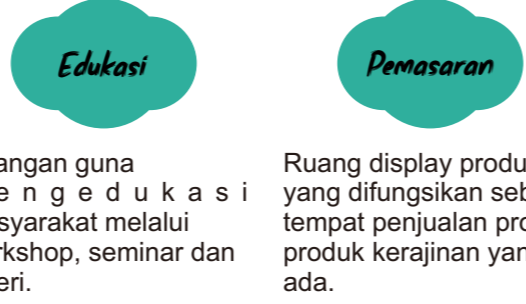 Edukasi
angan guna
e n g e d u k a s i
syarakat melalui
rkshop, seminar dan
eri.
Pemasaran
Ruang display produ
yang difungsikan seb
tempat penjualan pro
produk kerajinan yan
ada.